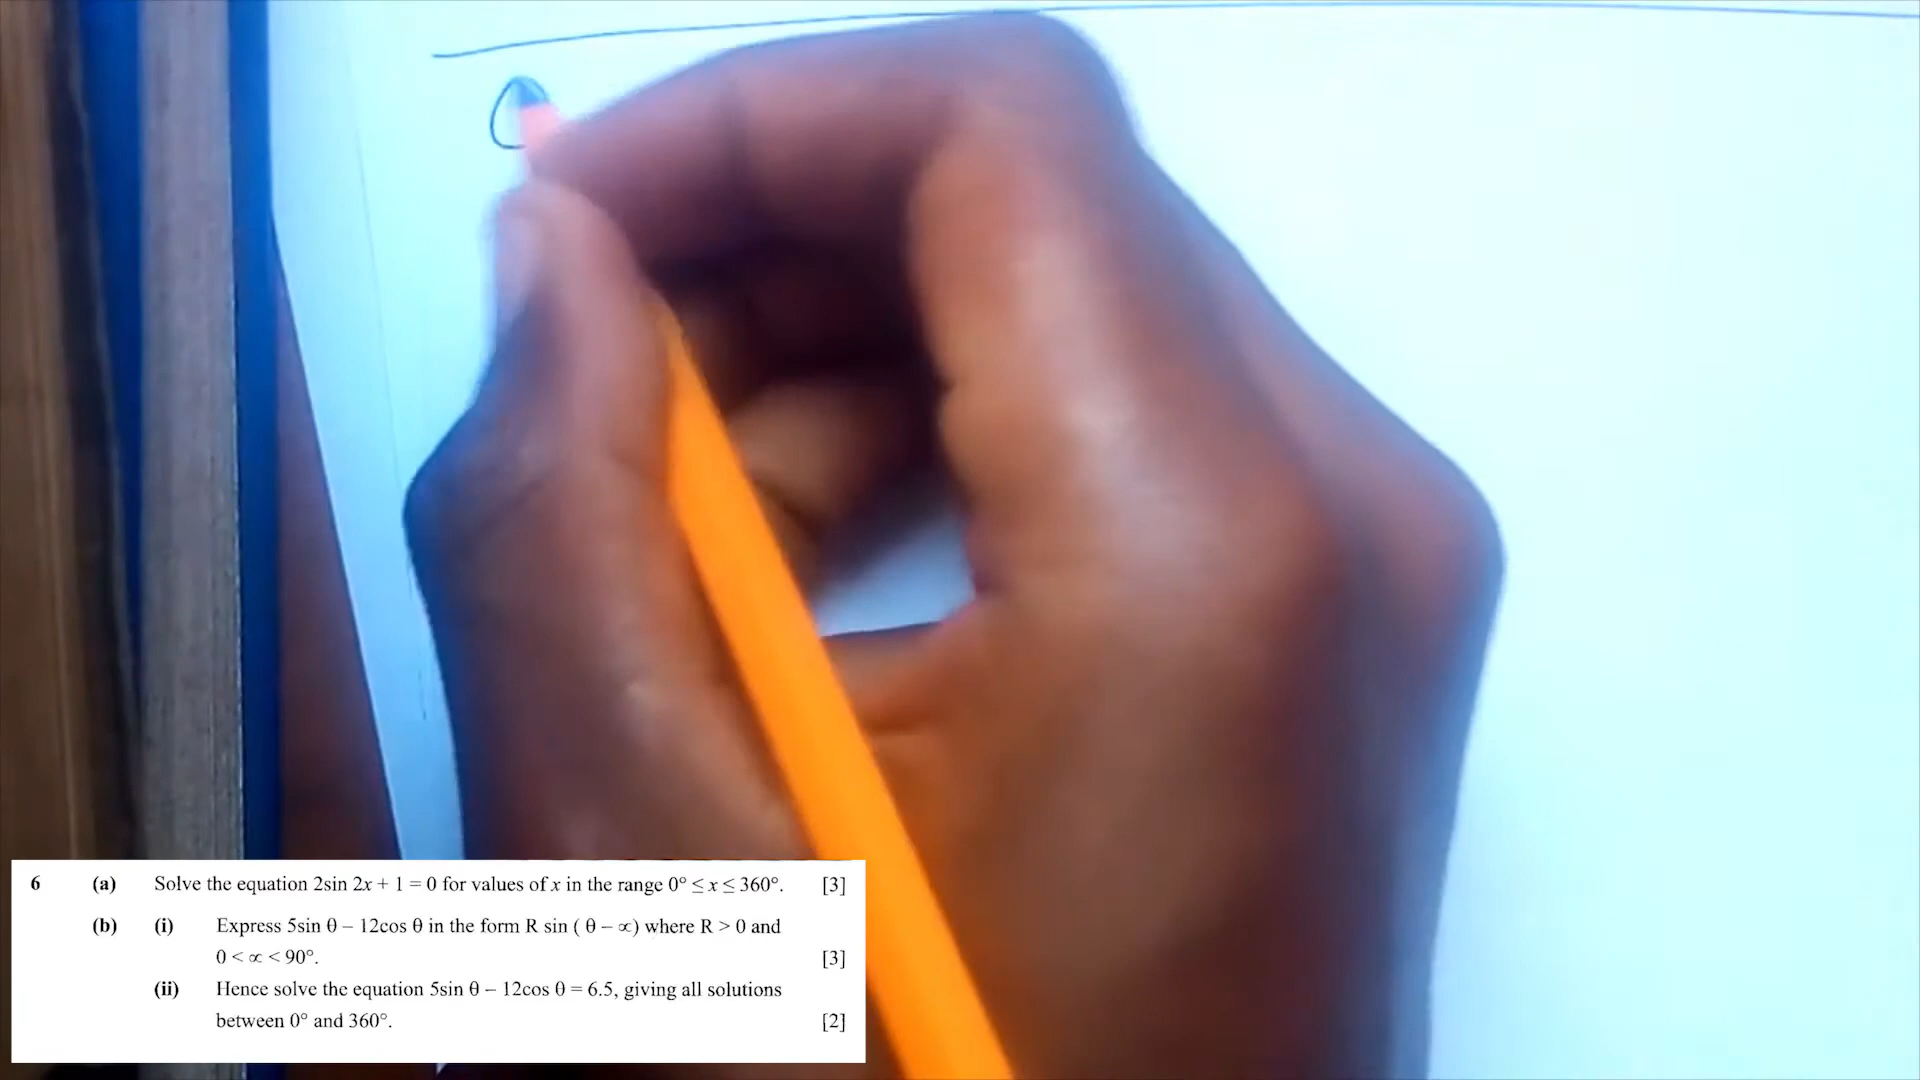 6 (a) Solve the equation 2sin 2x + 1 = 0 for values of x in the range 0° ≤ x ≤ 360°. [3]
(b) (i) Express 5sin θ – 12cos θ in the form R sin ( θ – ∝) where R > 0 and
0 < ∝ < 90°. [3]
(ii) Hence solve the equation 5sin θ – 12cos θ = 6.5, giving all solutions
between 0° and 360°. [2]